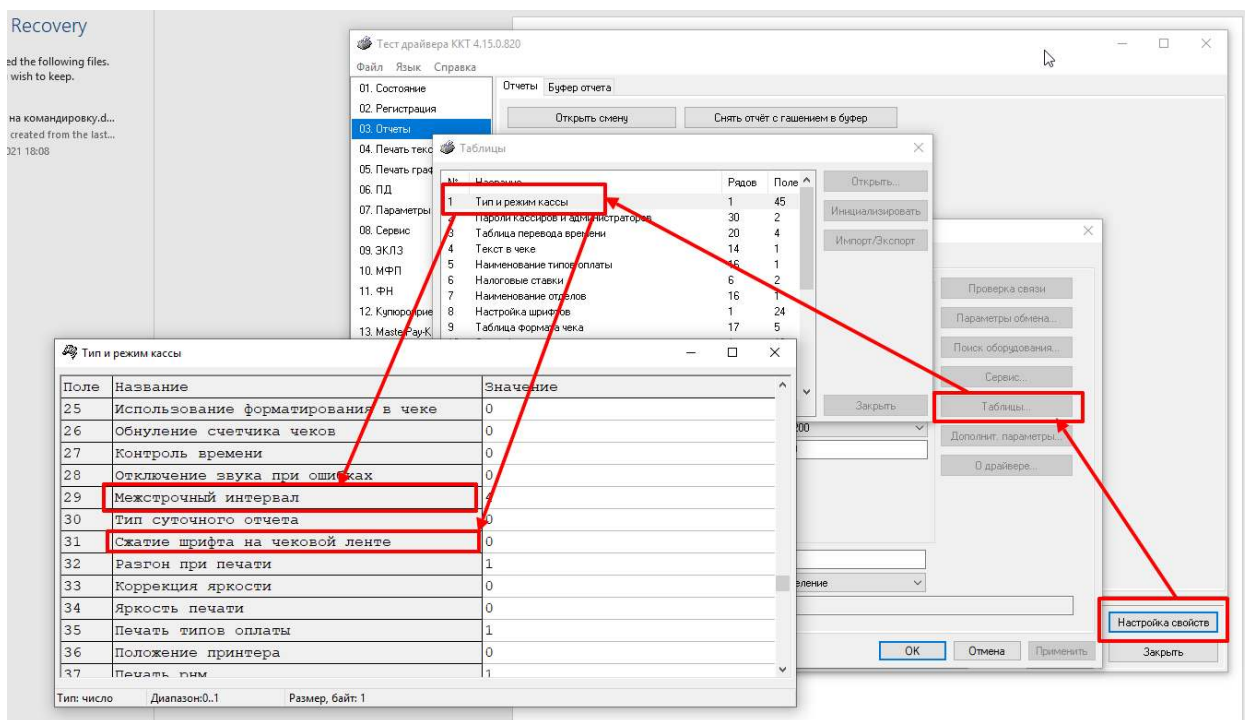 Recovery
ed the following files.
wish to keep.
на командировку.d...
created from the last...
021 18:08
Тест драйвера ККТ 4.15.0.820
Файл Язык Справка
01. Состояние
02. Регистрация
03. Отчеты
04. Печать текс
05. Печать граф
06. ПД
07. Параметры
08. Сервис
09. ЭКЛЗ
10. МФП
11. ФН
12. Купюроприе
13. MasterPay-K
Отчеты Буфер отчета
Открыть смену Снять отчёт с гашением в буфер
Таблицы
№ Название Рядов Поле
1 Тип и режим кассы 1 45
2 Пароли кассиров и администраторов 30 2
3 Таблица перевода времени 20 4
4 Текст в чеке 14 1
5 Наименование типов оплаты 16 1
6 Налоговые ставки 6 2
7 Наименование отделов 16 1
8 Настройка шрифтов 1 24
9 Таблица формата чека 17 5
Открыть...
Инициализировать
Импорт/Экспорт
Закрыть
Проверка связи
Параметры обмена...
Поиск оборудования...
Сервис...
Таблицы...
Дополнит. параметры...
О драйвере...
ОК Отмена Применить
Настройка свойств
Закрыть
Тип и режим кассы
Поле Название Значение
25 Использование форматирования в чеке 0
26 Обнуление счетчика чеков 0
27 Контроль времени 0
28 Отключение звука при ошибках 0
29 Межстрочный интервал 4
30 Тип суточного отчета 0
31 Сжатие шрифта на чековой ленте 0
32 Разгон при печати 1
33 Коррекция яркости 0
34 Яркость печати 0
35 Печать типов оплаты 1
36 Положение принтера 0
37 Печать рнм 1
Тип: число Диапазон:0..1 Размер, байт: 1